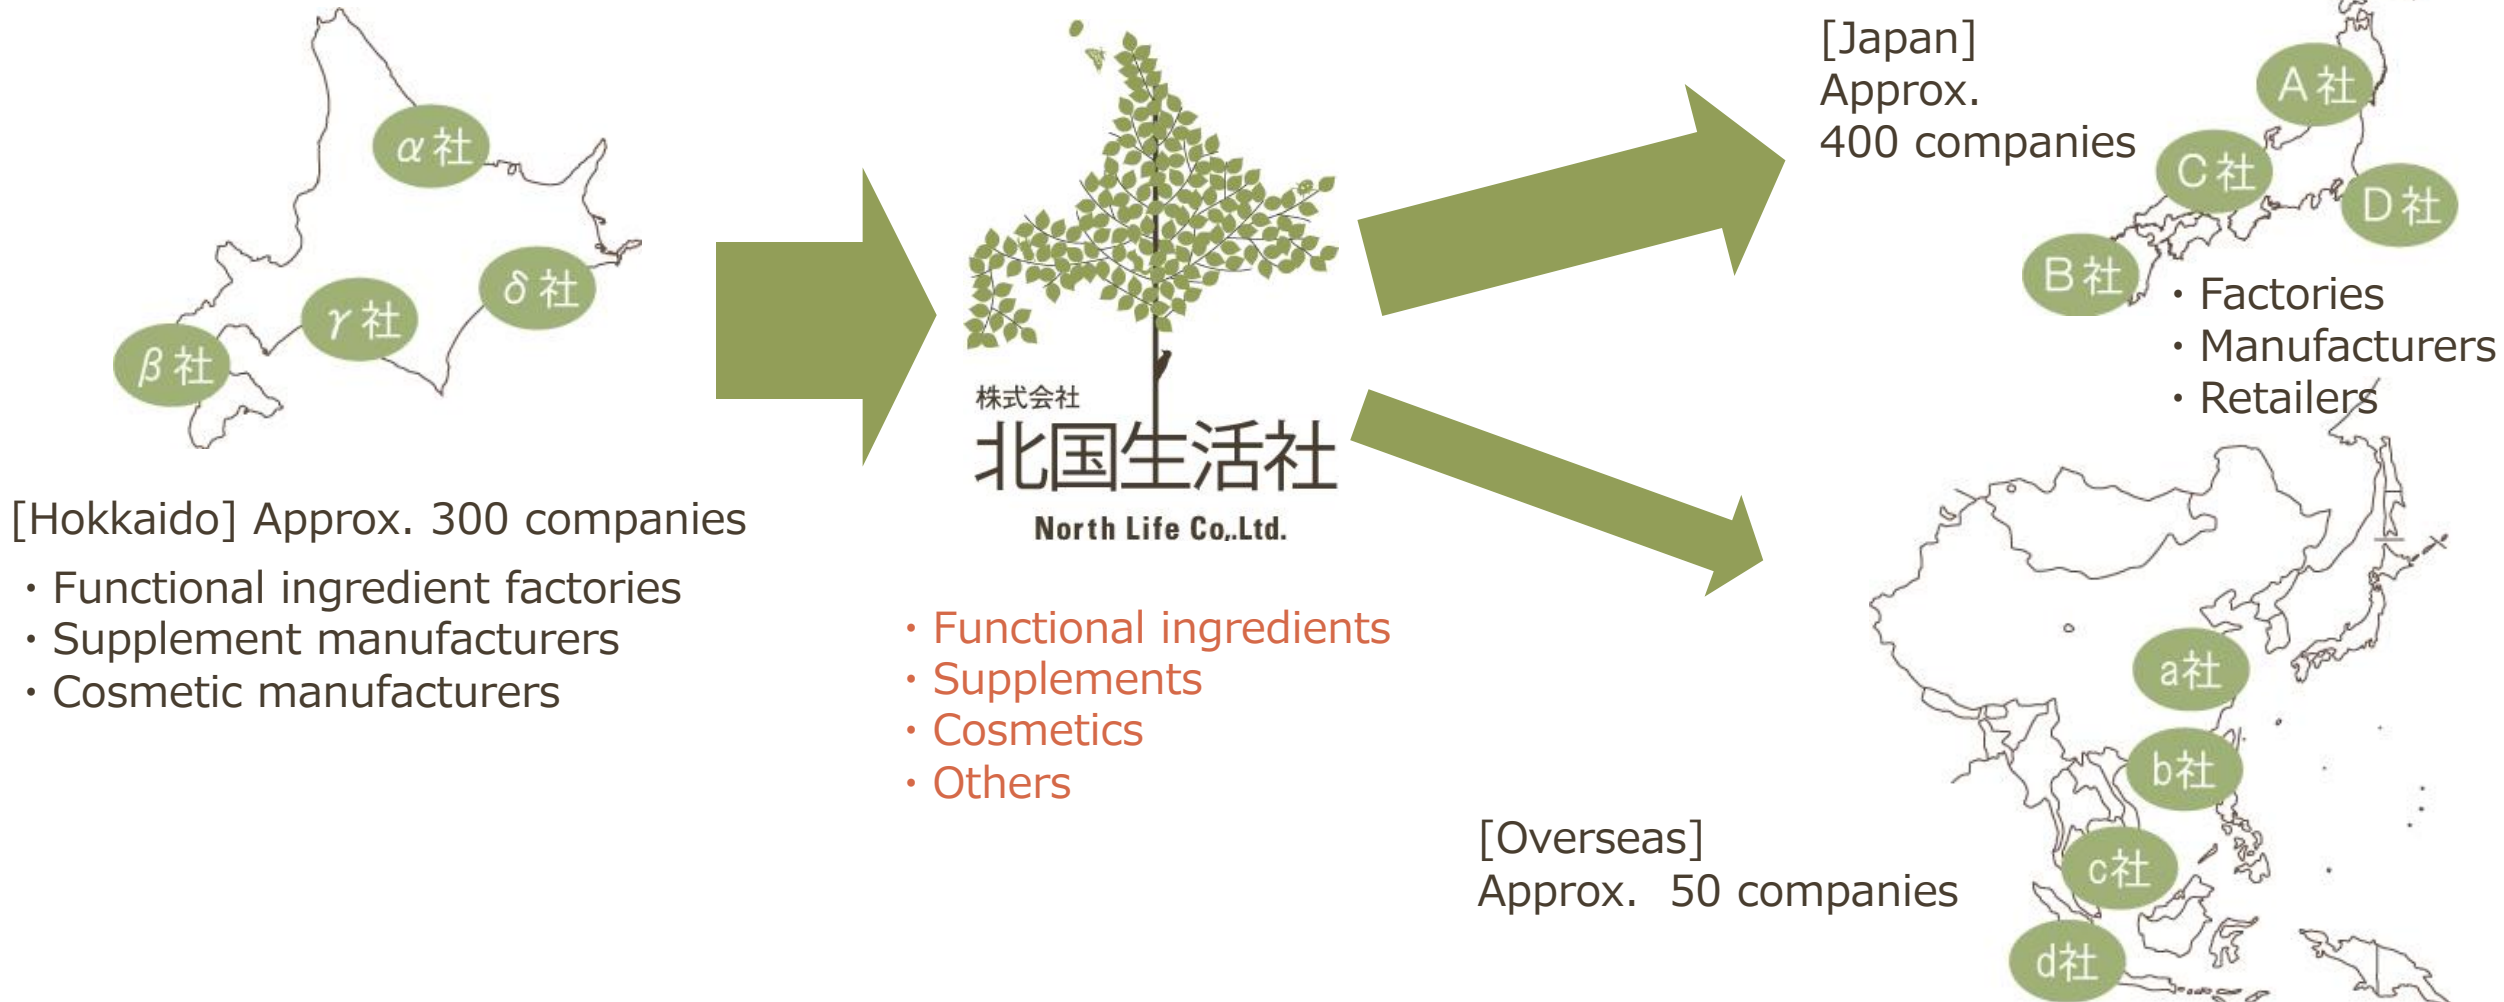 α社
β社
γ社
δ社
[Hokkaido] Approx. 300 companies
・Functional ingredient factories
・Supplement manufacturers
・Cosmetic manufacturers
株式会社
北国生活社
North Life Co,.Ltd.
・Functional ingredients
・Supplements
・Cosmetics
・Others
[Japan]
Approx.
400 companies
A社
C社
D社
B社
・Factories
・Manufacturers
・Retailers
a社
b社
c社
d社
[Overseas]
Approx. 50 companies